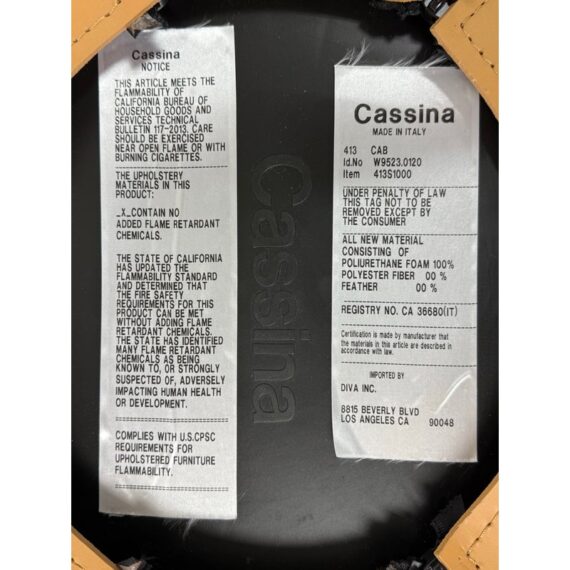 Cassina
NOTICE
THIS ARTICLE MEETS THE
FLAMMABILITY OF
CALIFORNIA BUREAU OF
HOUSEHOLD GOODS AND
SERVICES TECHNICAL
BULLETIN 117-2013. CARE
SHOULD BE EXERCISED
NEAR OPEN FLAME OR WITH
BURNING CIGARETTES.
THE UPHOLSTERY
MATERIALS IN THIS
PRODUCT:
_X_CONTAIN NO
ADDED FLAME RETARDANT
CHEMICALS.
THE STATE OF CALIFORNIA
HAS UPDATED THE
FLAMMABILITY STANDARD
AND DETERMINED THAT
THE FIRE SAFETY
REQUIREMENTS FOR THIS
PRODUCT CAN BE MET
WITHOUT ADDING FLAME
RETARDANT CHEMICALS.
THE STATE HAS IDENTIFIED
MANY FLAME RETARDANT
CHEMICALS AS BEING
KNOWN TO, OR STRONGLY
SUSPECTED OF, ADVERSELY
IMPACTING HUMAN HEALTH
OR DEVELOPMENT.
COMPLIES WITH U.S.CPSC
REQUIREMENTS FOR
UPHOLSTERED FURNITURE
FLAMMABILITY.
Cassina
Cassina
MADE IN ITALY
413 CAB
Id.No W9523.0120
Item 413S1000
UNDER PENALTY OF LAW
THIS TAG NOT TO BE
REMOVED EXCEPT BY
THE CONSUMER
ALL NEW MATERIAL
CONSISTING OF
POLIURETHANE FOAM 100%
POLYESTER FIBER 00 %
FEATHER 00 %
REGISTRY NO. CA 36680(IT)
Certification is made by manufacturer that
the materials in this article are described in
accordance with law.
IMPORTED BY
DIVA INC.
8815 BEVERLY BLVD
LOS ANGELES CA 90048